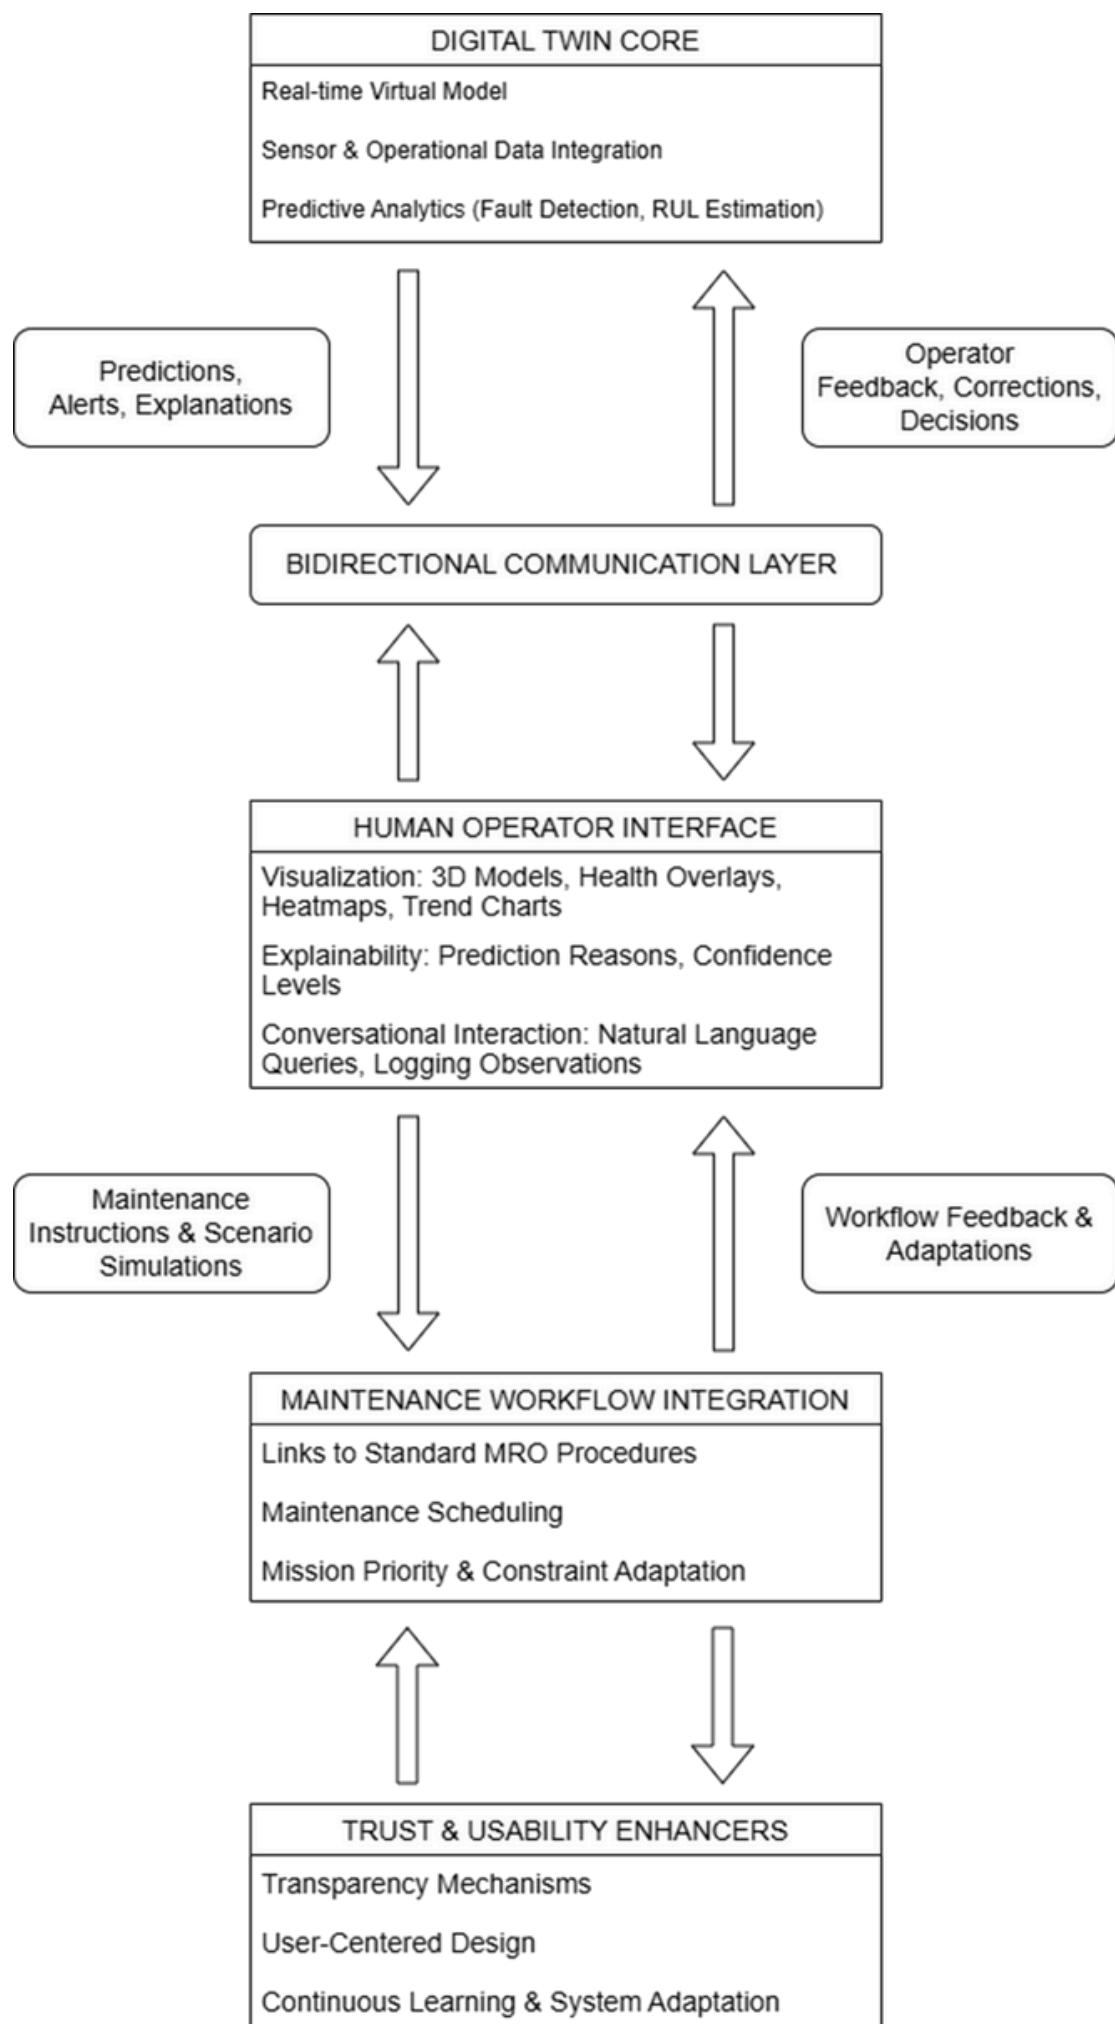 DIGITAL TWIN CORE
Real-time Virtual Model
Sensor & Operational Data Integration
Predictive Analytics (Fault Detection, RUL Estimation)
Predictions,
Alerts, Explanations
Operator
Feedback, Corrections,
Decisions
BIDIRECTIONAL COMMUNICATION LAYER
HUMAN OPERATOR INTERFACE
Visualization: 3D Models, Health Overlays,
Heatmaps, Trend Charts
Explainability: Prediction Reasons, Confidence
Levels
Conversational Interaction: Natural Language
Queries, Logging Observations
Maintenance
Instructions & Scenario
Simulations
Workflow Feedback &
Adaptations
MAINTENANCE WORKFLOW INTEGRATION
Links to Standard MRO Procedures
Maintenance Scheduling
Mission Priority & Constraint Adaptation
TRUST & USABILITY ENHANCERS
Transparency Mechanisms
User-Centered Design
Continuous Learning & System Adaptation